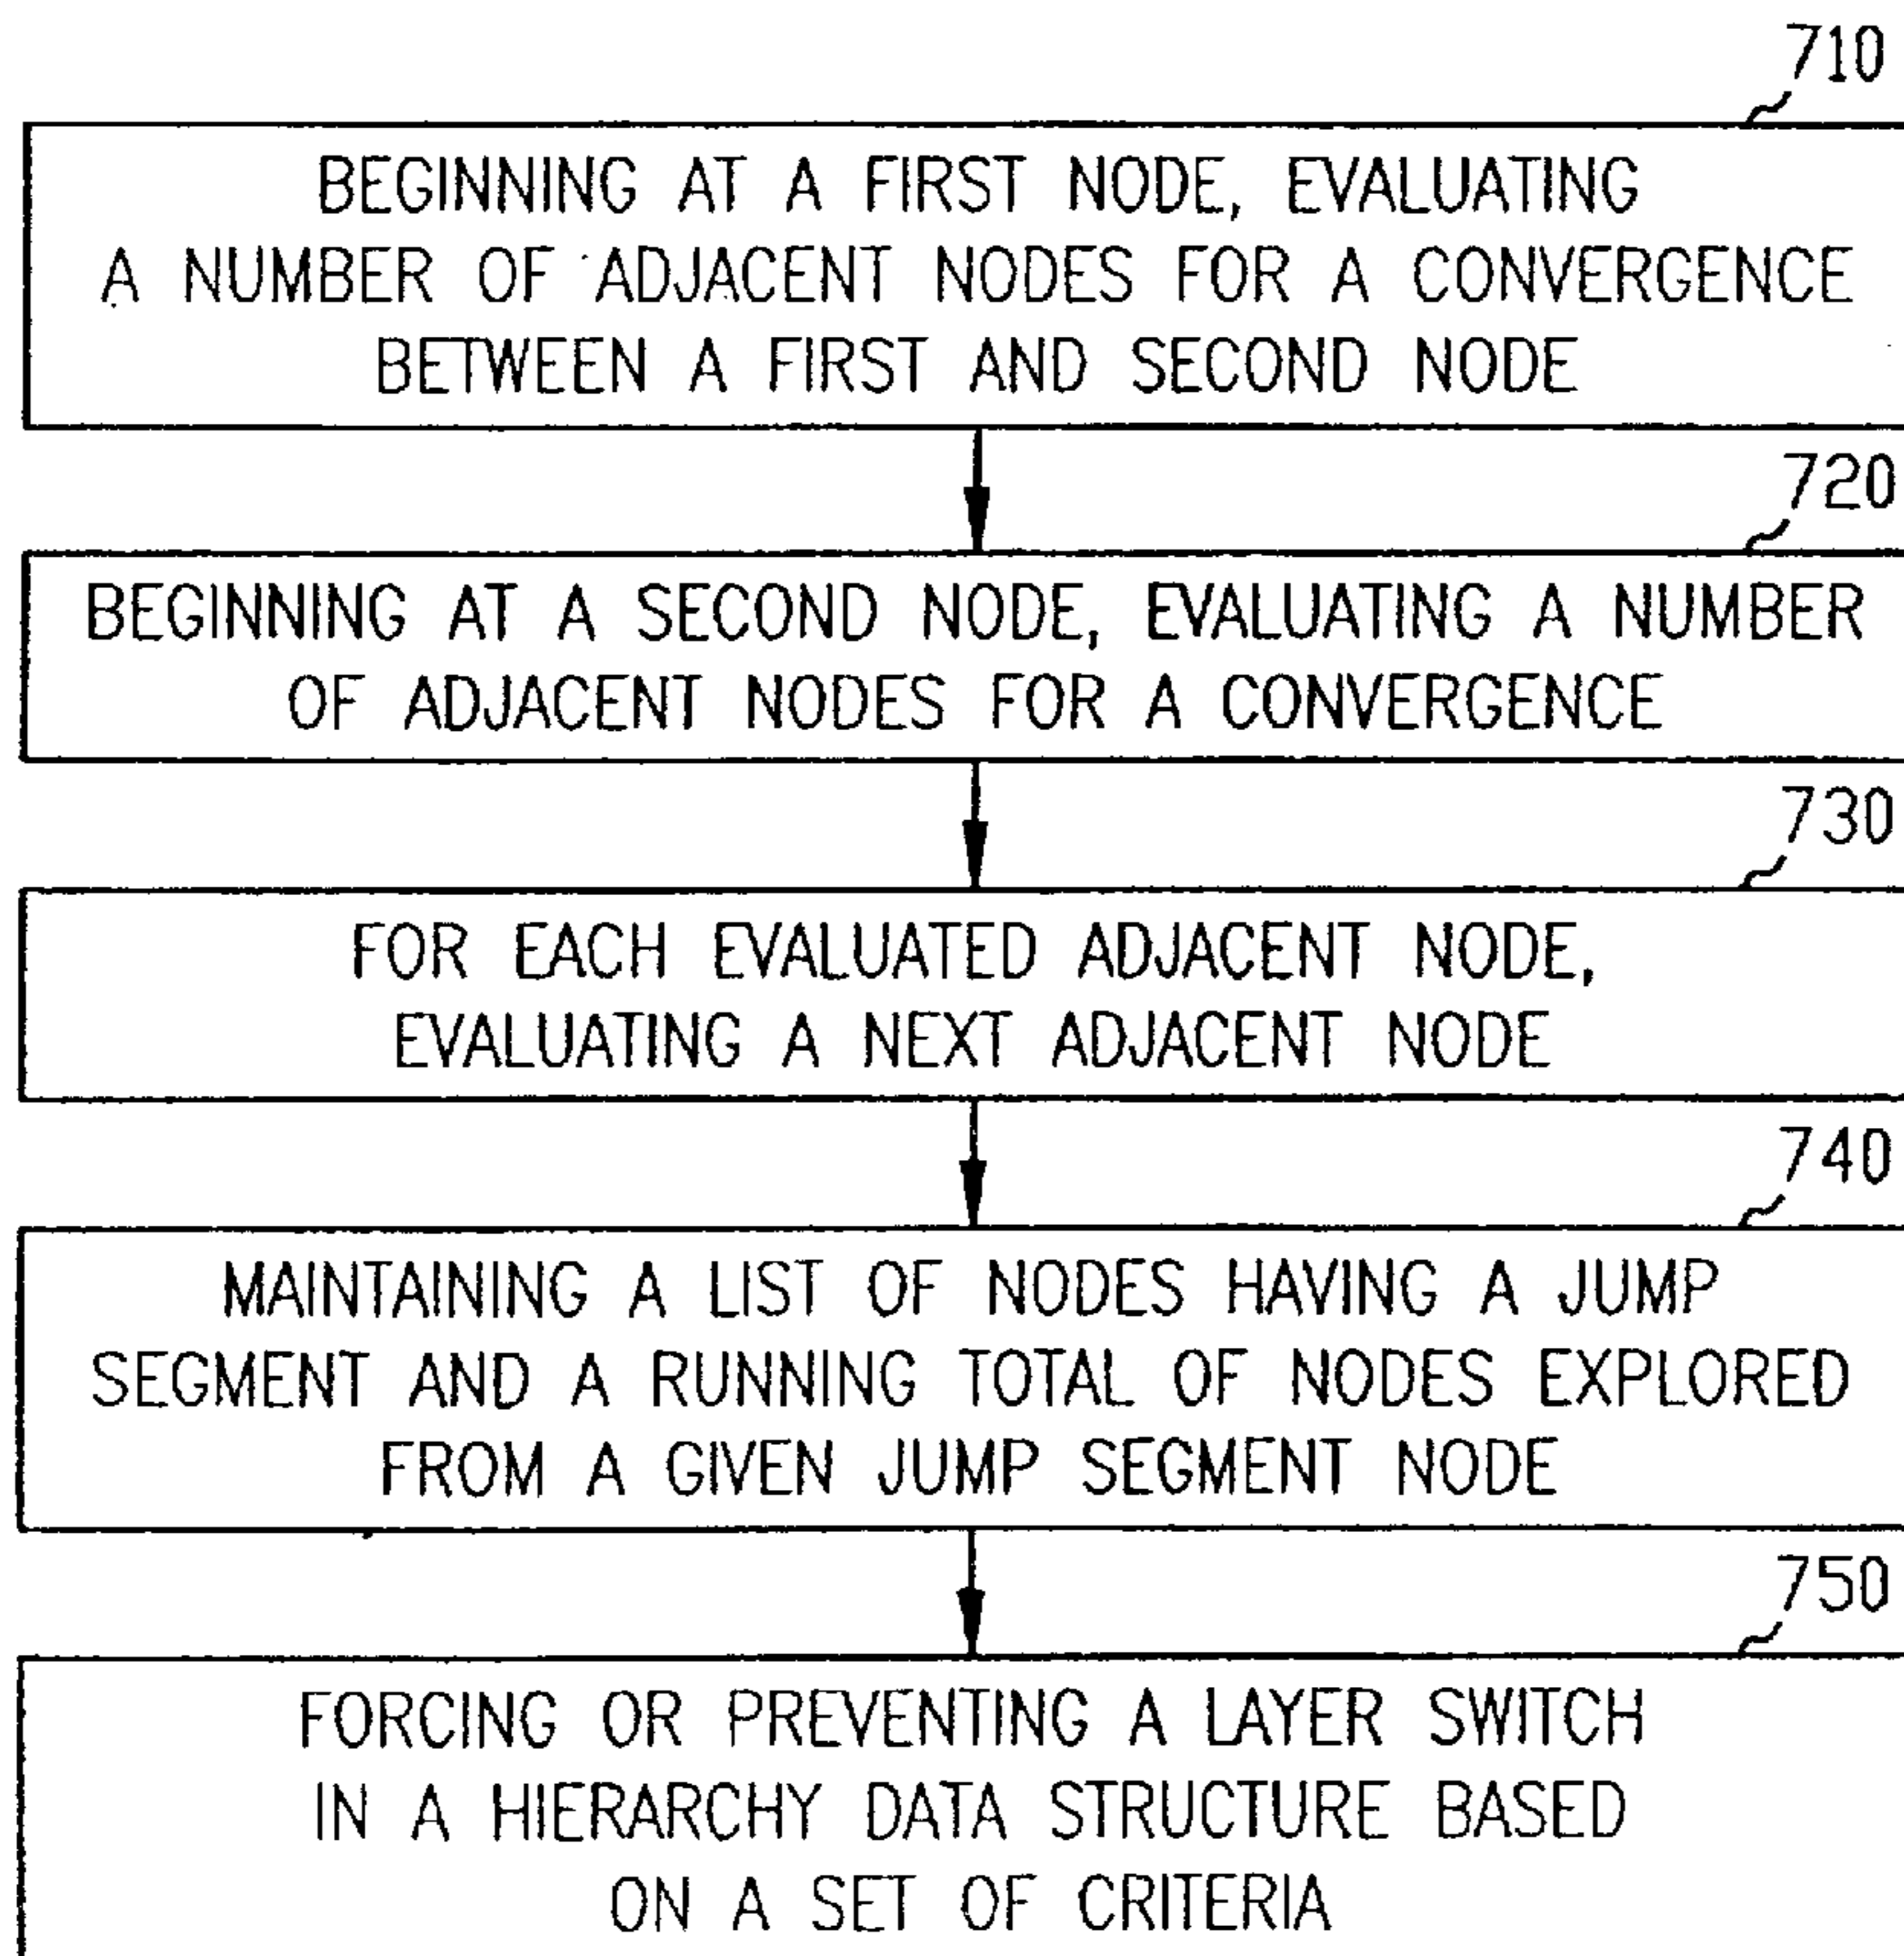 710
BEGINNING AT A FIRST NODE, EVALUATING
A NUMBER OF ADJACENT NODES FOR A CONVERGENCE
BETWEEN A FIRST AND SECOND NODE
720
BEGINNING AT A SECOND NODE, EVALUATING A NUMBER
OF ADJACENT NODES FOR A CONVERGENCE
730
FOR EACH EVALUATED ADJACENT NODE,
EVALUATING A NEXT ADJACENT NODE
740
MAINTAINING A LIST OF NODES HAVING A JUMP
SEGMENT AND A RUNNING TOTAL OF NODES EXPLORED
FROM A GIVEN JUMP SEGMENT NODE
750
FORCING OR PREVENTING A LAYER SWITCH
IN A HIERARCHY DATA STRUCTURE BASED
ON A SET OF CRITERIA